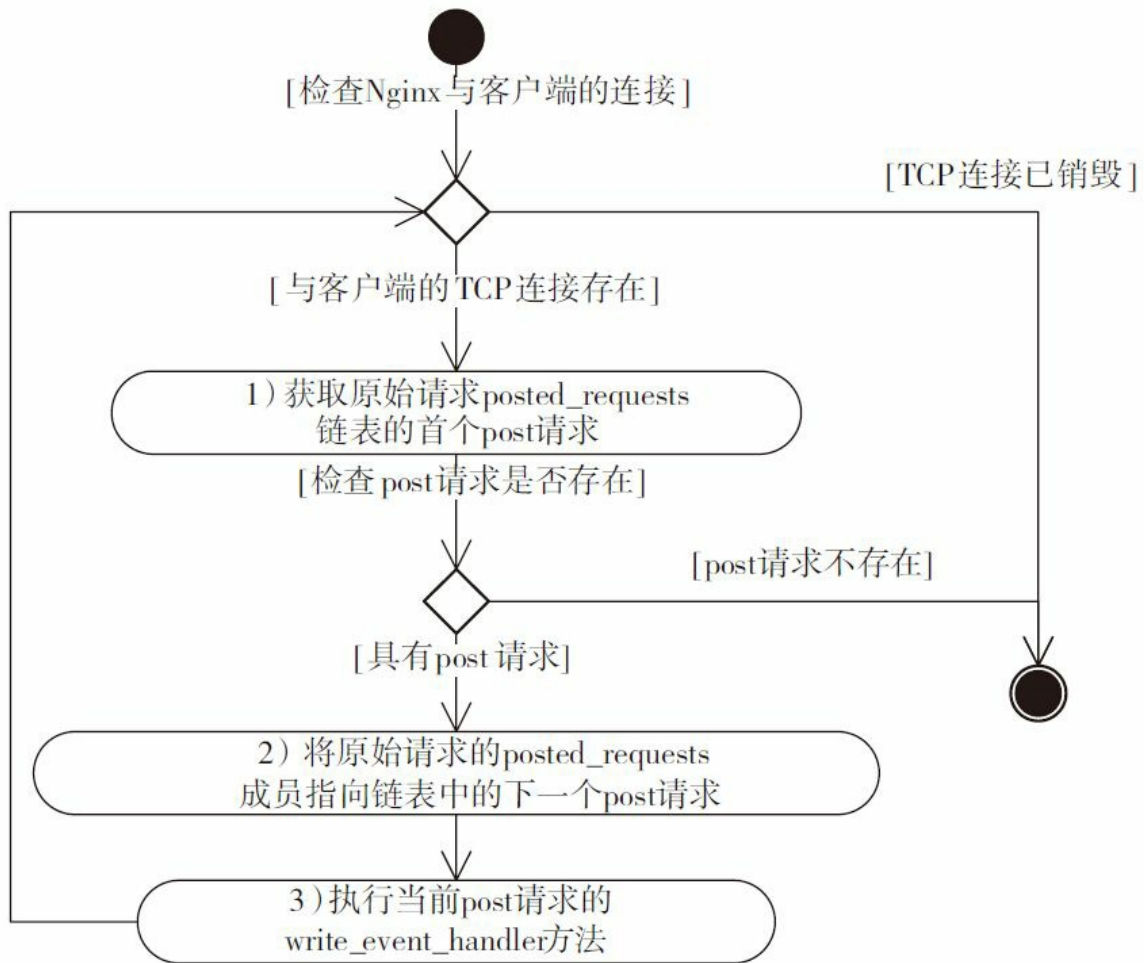 [检查Nginx与客户端的连接]
[TCP连接已销毁]
[与客户端的TCP连接存在]
1)获取原始请求posted_requests
链表的首个post请求
[检查post请求是否存在]
[post请求不存在]
[具有post请求]
2)将原始请求的posted_requests
成员指向链表中的下一个post请求
3)执行当前post请求的
write_event_handler方法